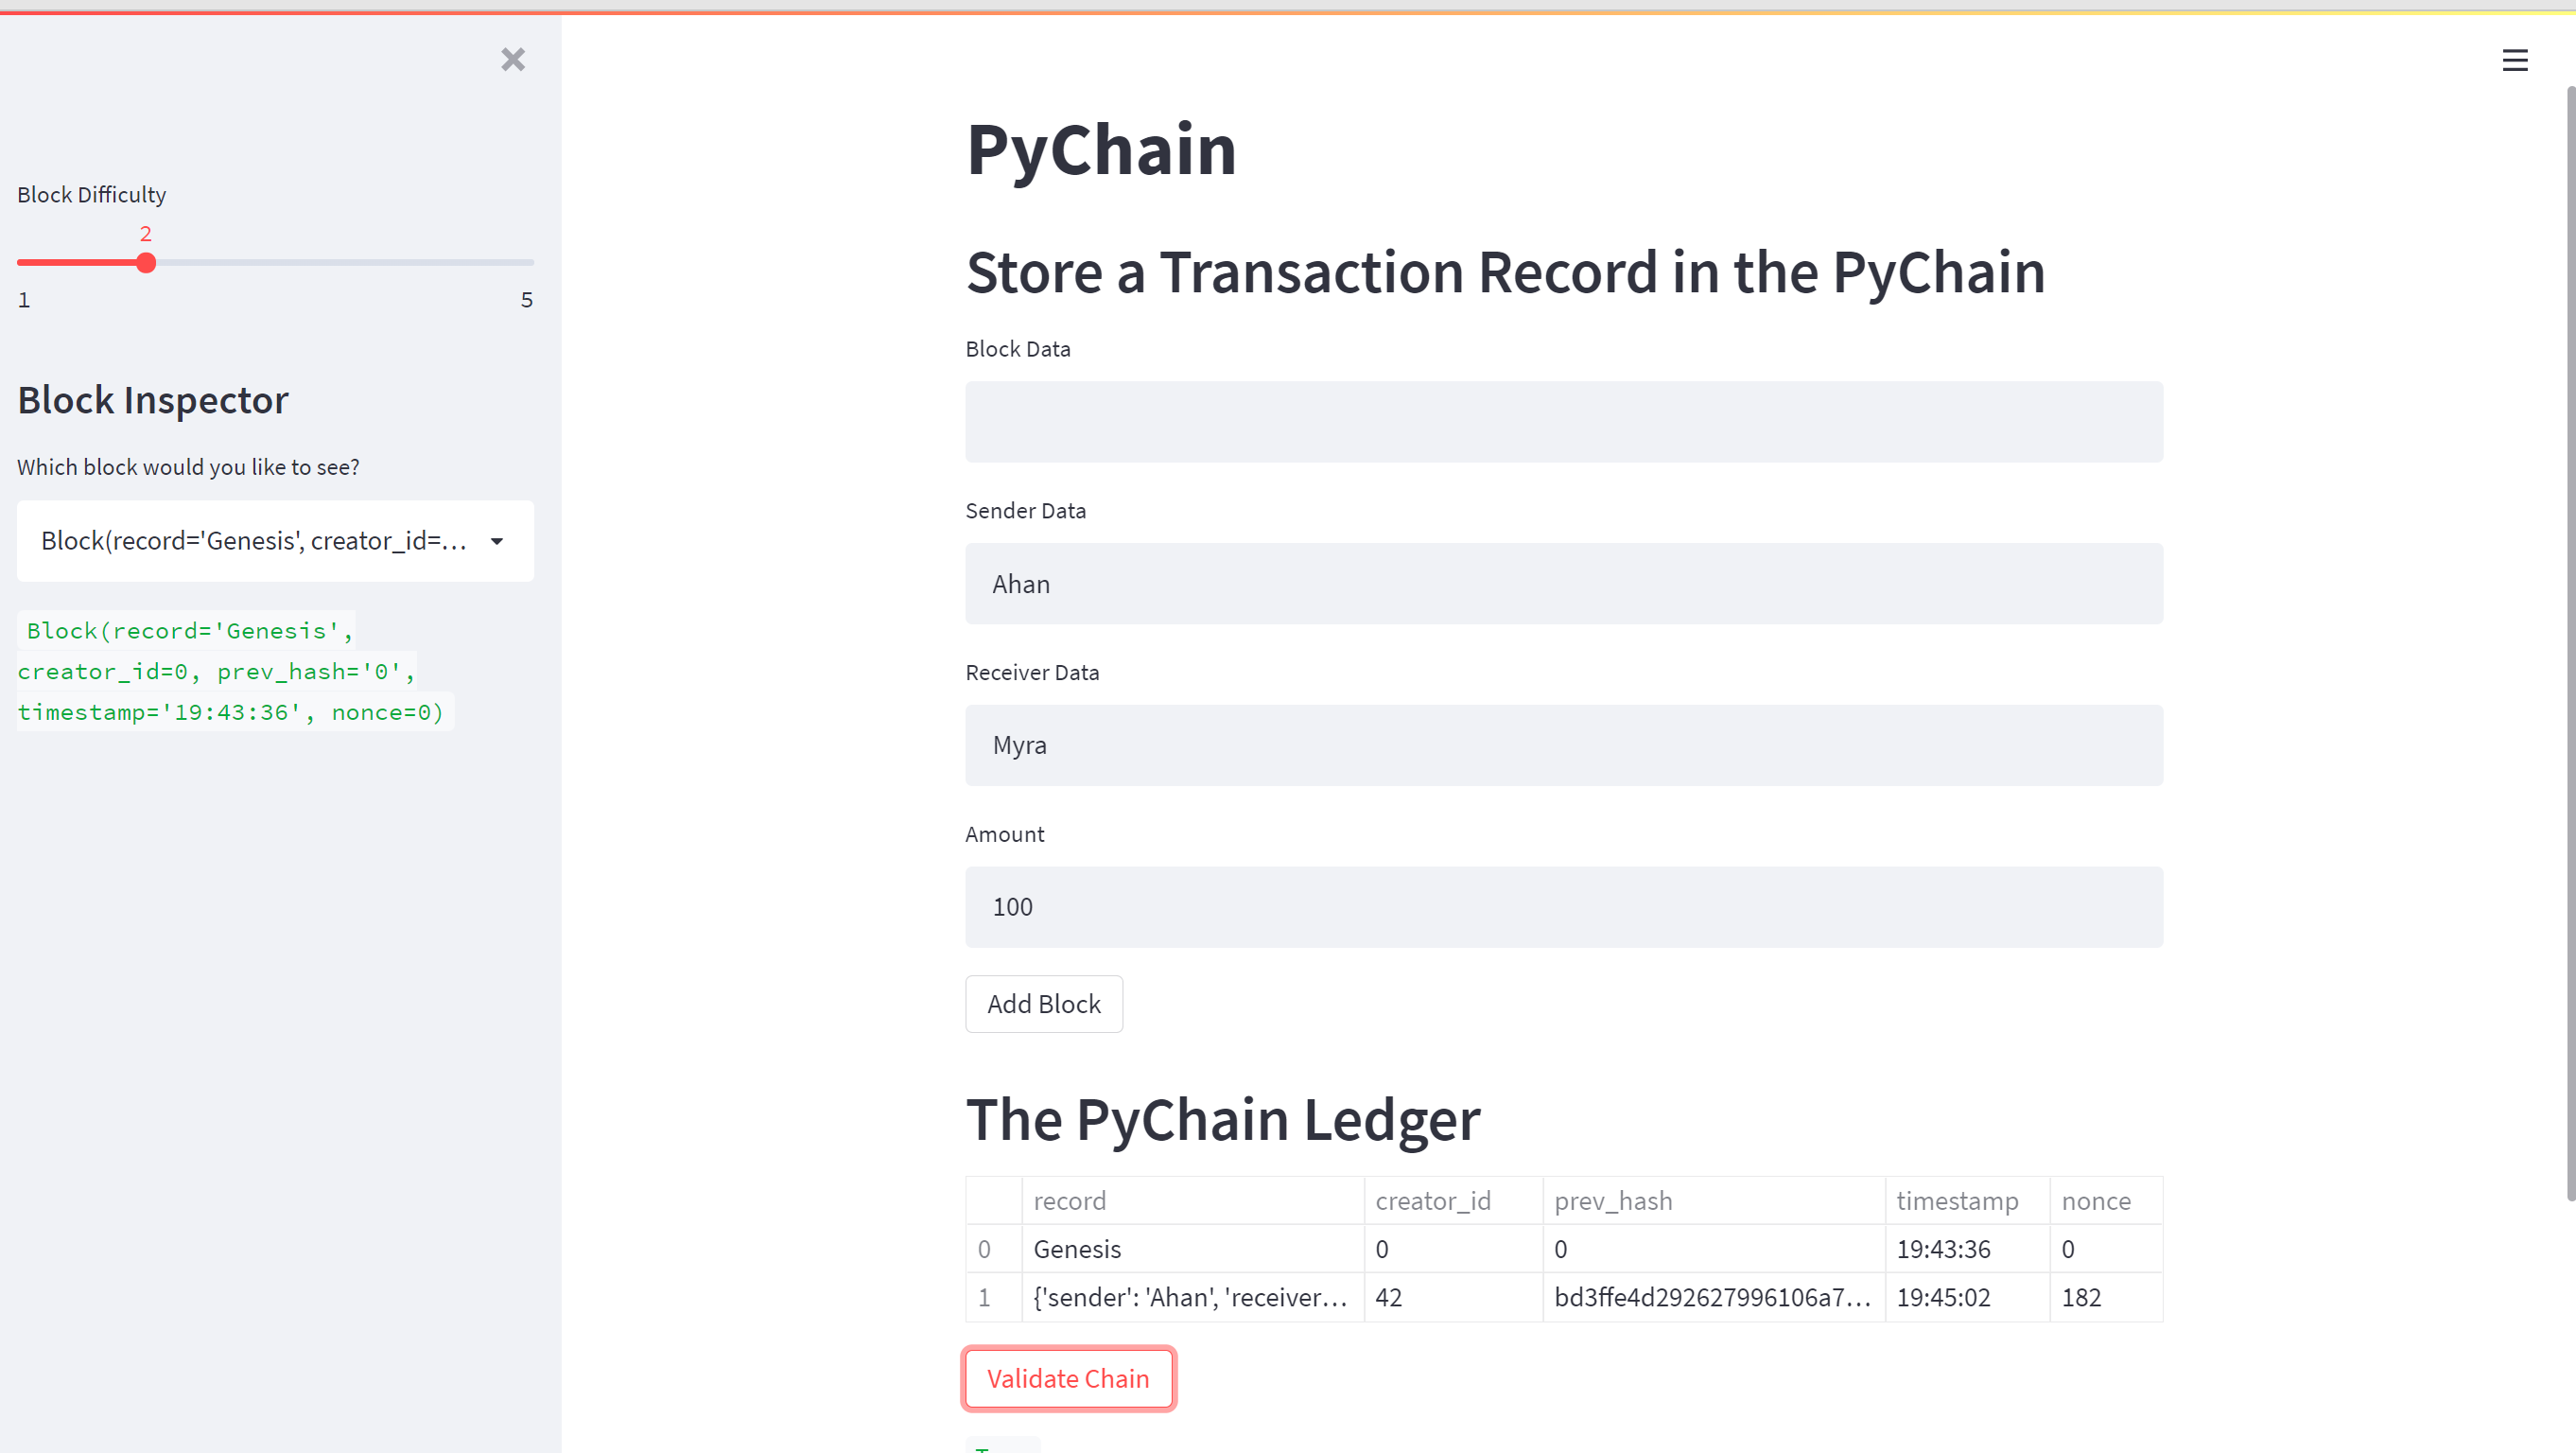 Block Difficulty
2
1 5
Block Inspector
Which block would you like to see?
Block(record='Genesis', creator_id=...
Block(record='Genesis',
creator_id=0, prev_hash='0',
timestamp='19:43:36', nonce=0)
PyChain
Store a Transaction Record in the PyChain
Block Data
Sender Data
Ahan
Receiver Data
Myra
Amount
100
Add Block
The PyChain Ledger
record creator_id prev_hash timestamp nonce
0 Genesis 0 0 19:43:36 0
1 {'sender': 'Ahan', 'receiver... 42 bd3ffe4d292627996106a7... 19:45:02 182
Validate Chain